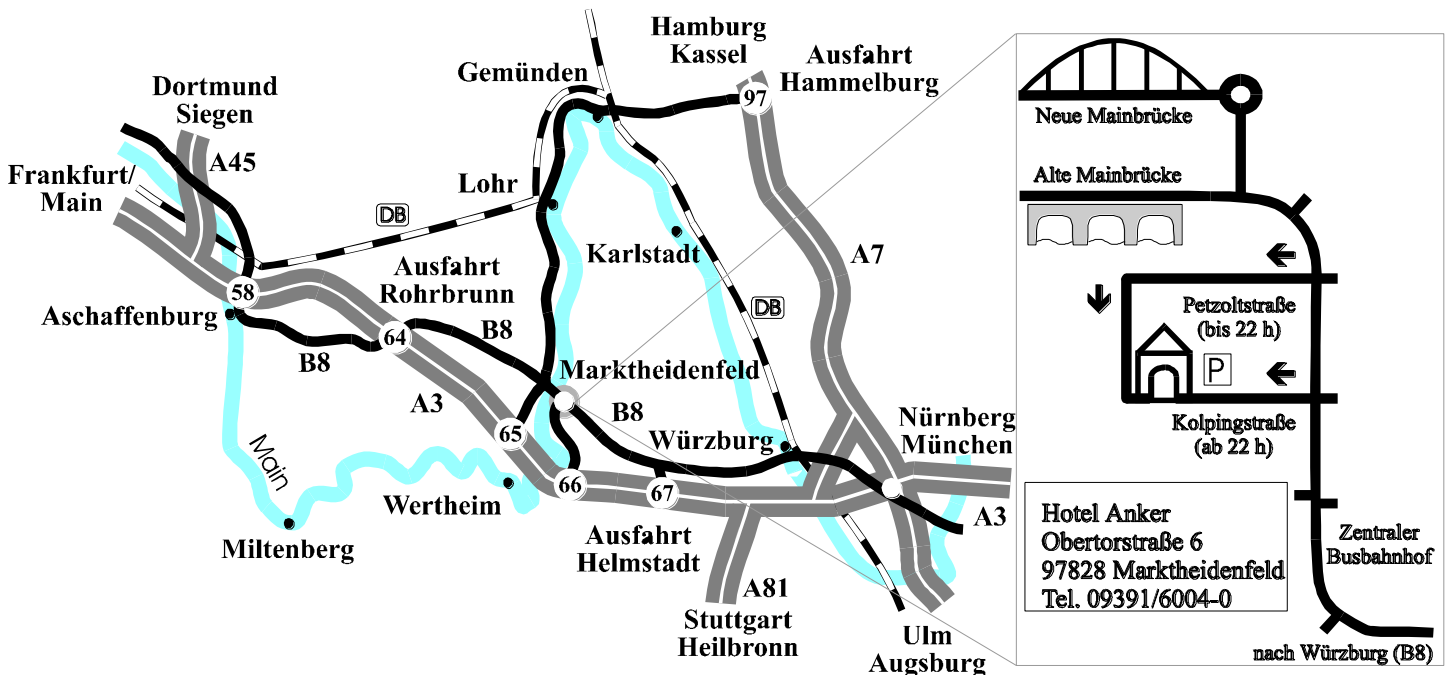 Hamburg
Kassel
Ausfahrt
Hammelburg
Gemünden
97
Dortmund
Siegen
A45
Frankfurt/
Main
Lohr
DB
Karlstadt
A7
Ausfahrt
Rohrbrunn
58
Aschaffenburg
B8
64
B8
DB
A3
Marktheidenfeld
B8
65
Würzburg
Nürnberg
München
Main
Wertheim
66
67
A3
Miltenberg
Ausfahrt
Helmstadt
A81
Stuttgart
Heilbronn
Ulm
Augsburg
Neue Mainbrücke
Alte Mainbrücke
Petzoltstraße
(bis 22 h)
P
Kolpingstraße
(ab 22 h)
Hotel Anker
Obertorstraße 6
97828 Marktheidenfeld
Tel. 09391/6004-0
Zentraler
Busbahnhof
nach Würzburg (B8)